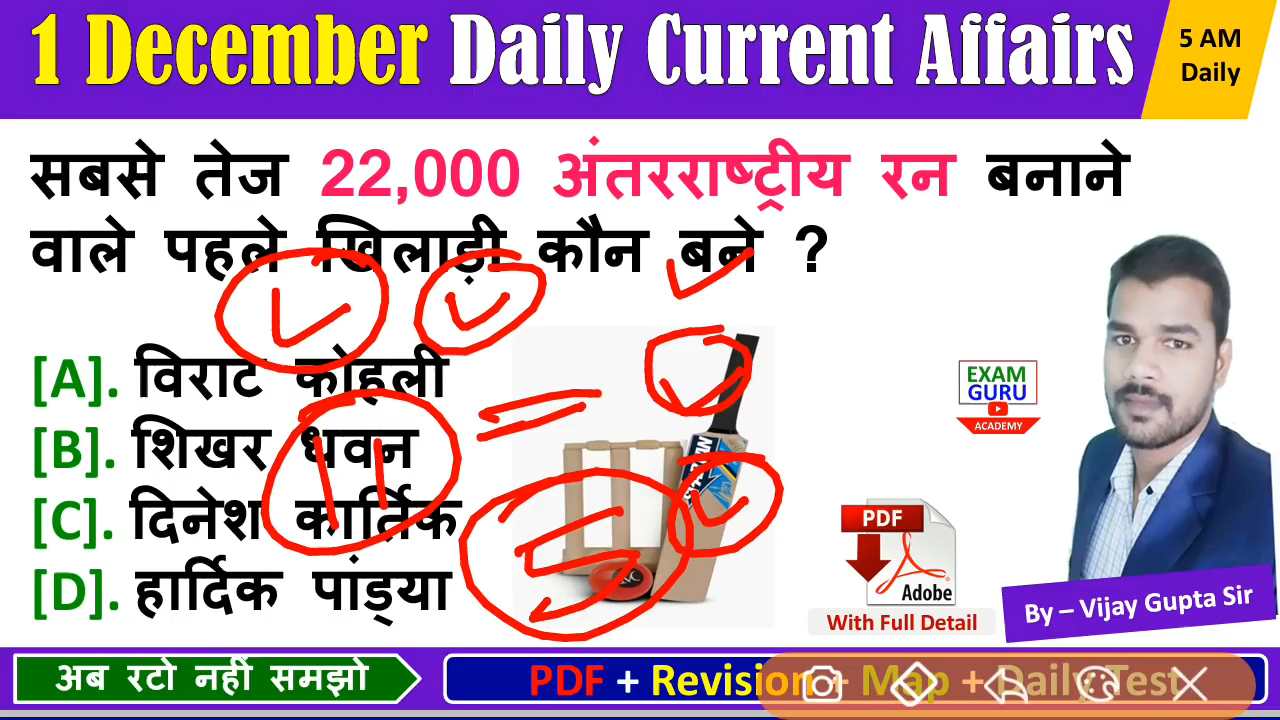 1 December Daily Current Affairs
5 AM
Daily
सबसे तेज 22,000 अंतरराष्ट्रीय रन बनाने
वाले पहले खिलाड़ी कौन बने ?
[A]. विराट कोहली
[B]. शिखर धवन
[C]. दिनेश कार्तिक
[D]. हार्दिक पांड्या
EXAM
GURU
ACADEMY
PDF
Adobe
With Full Detail
By – Vijay Gupta Sir
अब रटो नहीं समझो
PDF + Revision + Map + Daily Test